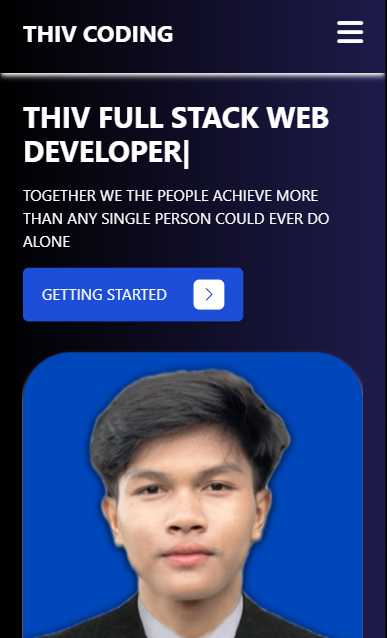 THIV CODING
THIV FULL STACK WEB
DEVELOPER|
TOGETHER WE THE PEOPLE ACHIEVE MORE
THAN ANY SINGLE PERSON COULD EVER DO
ALONE
GETTING STARTED